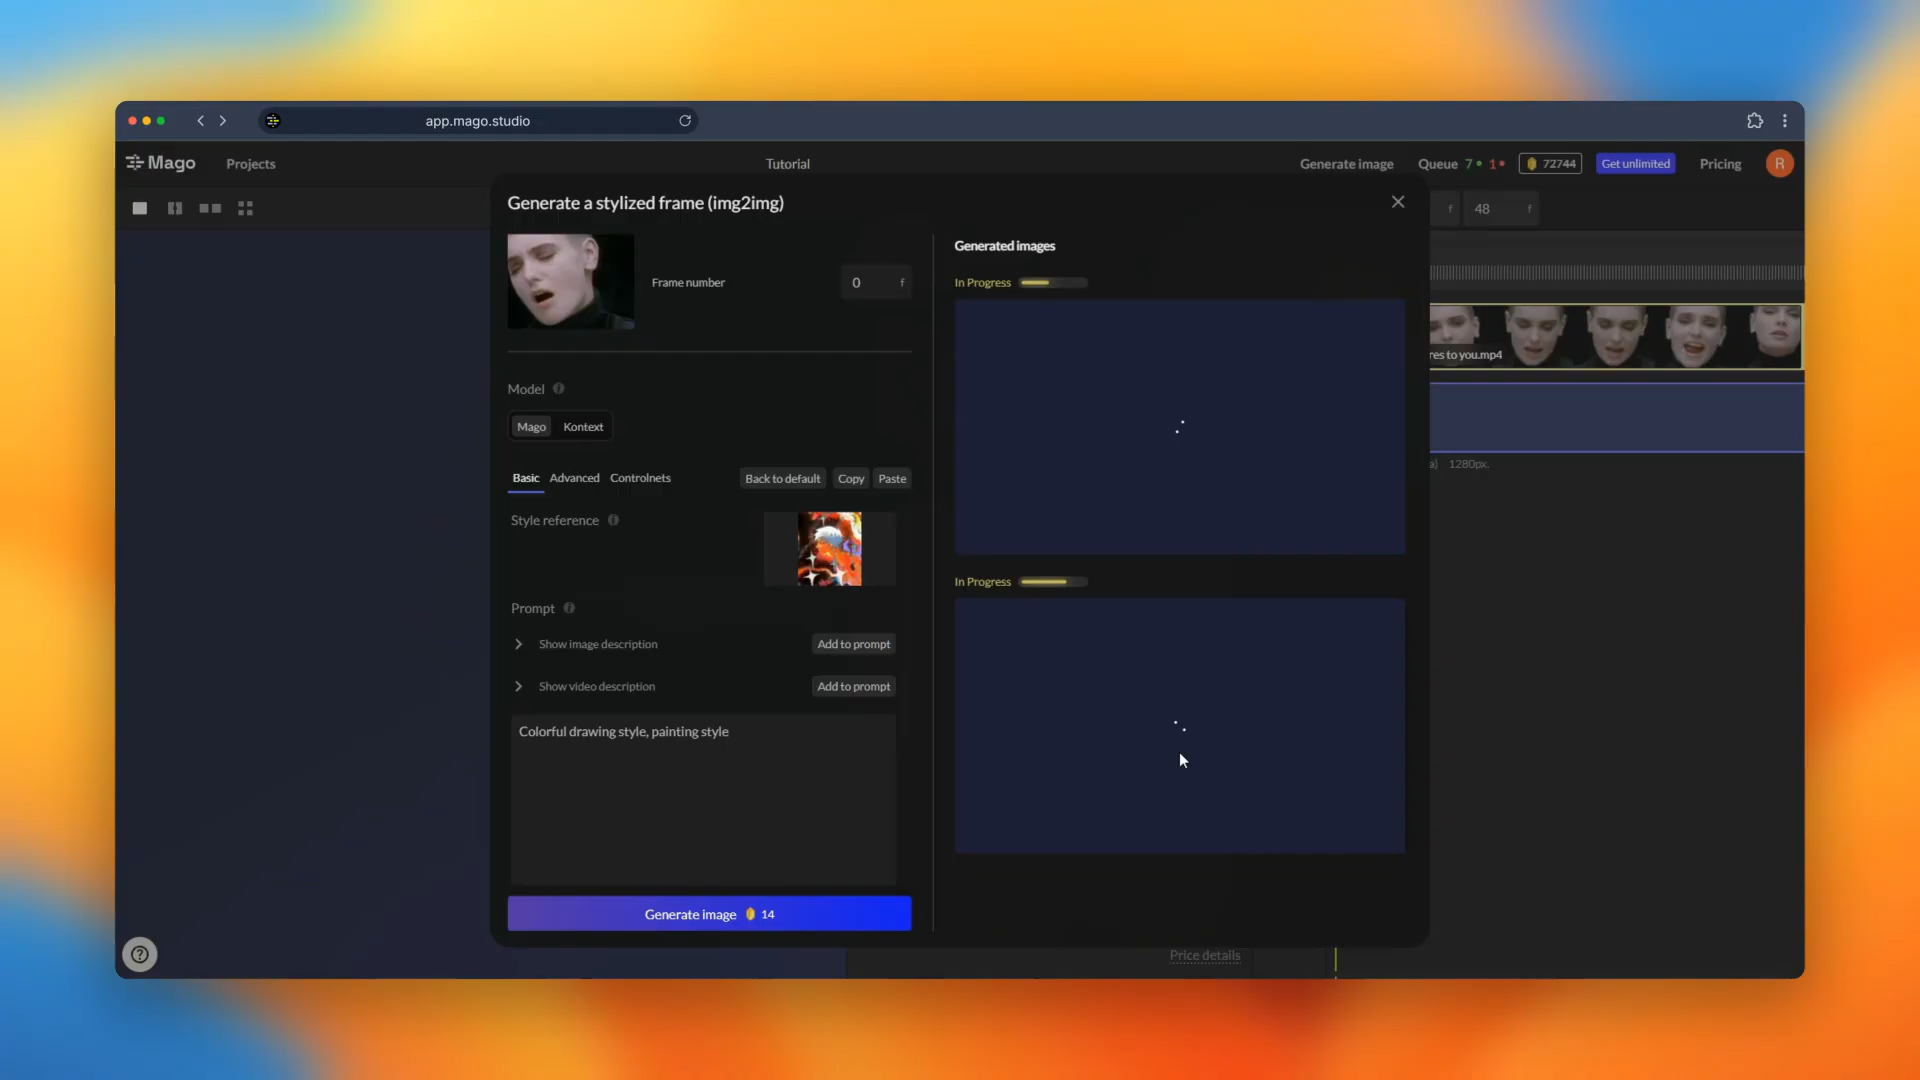 app.mago.studio
Mago
Projects
Tutorial
Generate image
Queue 7 1
72744
Get unlimited
Pricing
R
Generate a stylized frame (img2img)
f
48 f
Frame number
0 f
Generated images
In Progress
Model
Mago Kontext
res to you.mp4
1280px.
Basic Advanced Controlnets
Back to default Copy Paste
Style reference
In Progress
Prompt
Show image description
Add to prompt
Show video description
Add to prompt
Colorful drawing style, painting style
Generate image 14
Price details